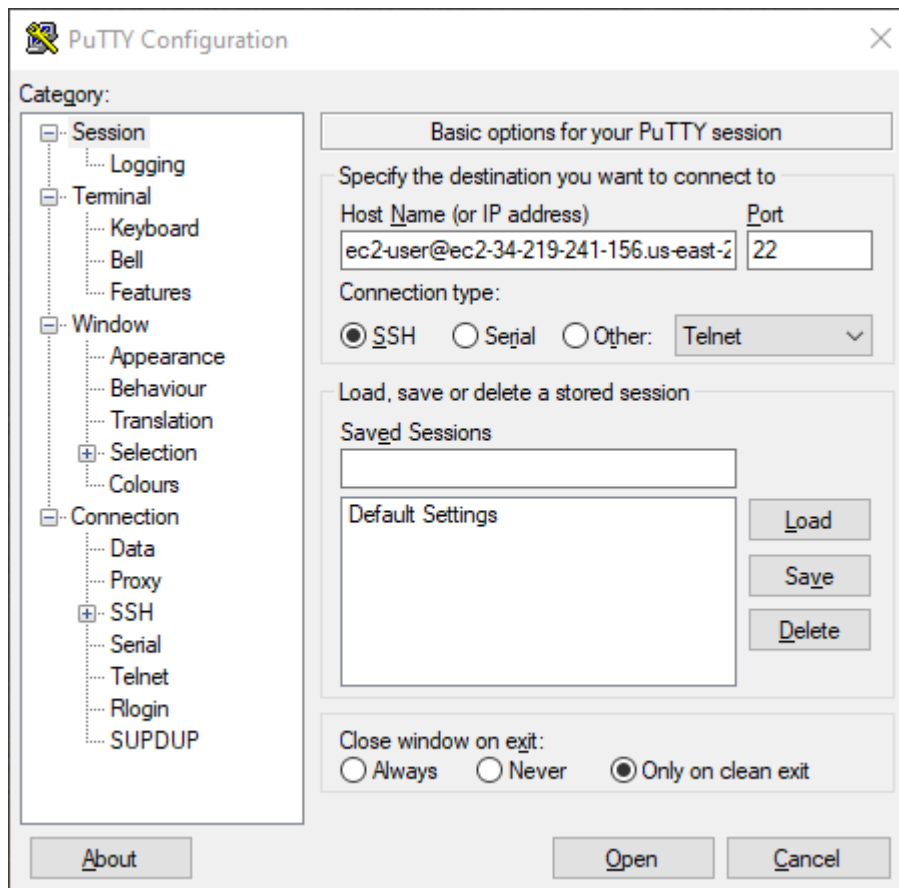 PuTTY Configuration
Category:
Session
Logging
Terminal
Keyboard
Bell
Features
Window
Appearance
Behaviour
Translation
Selection
Colours
Connection
Data
Proxy
SSH
Serial
Telnet
Rlogin
SUPDUP
Basic options for your PuTTY session
Specify the destination you want to connect to
Host Name (or IP address) Port
ec2-user@ec2-34-219-241-156.us-east-2 22
Connection type:
SSH Serial Other: Telnet
Load, save or delete a stored session
Saved Sessions
Default Settings
Load
Save
Delete
Close window on exit:
Always Never Only on clean exit
About Open Cancel